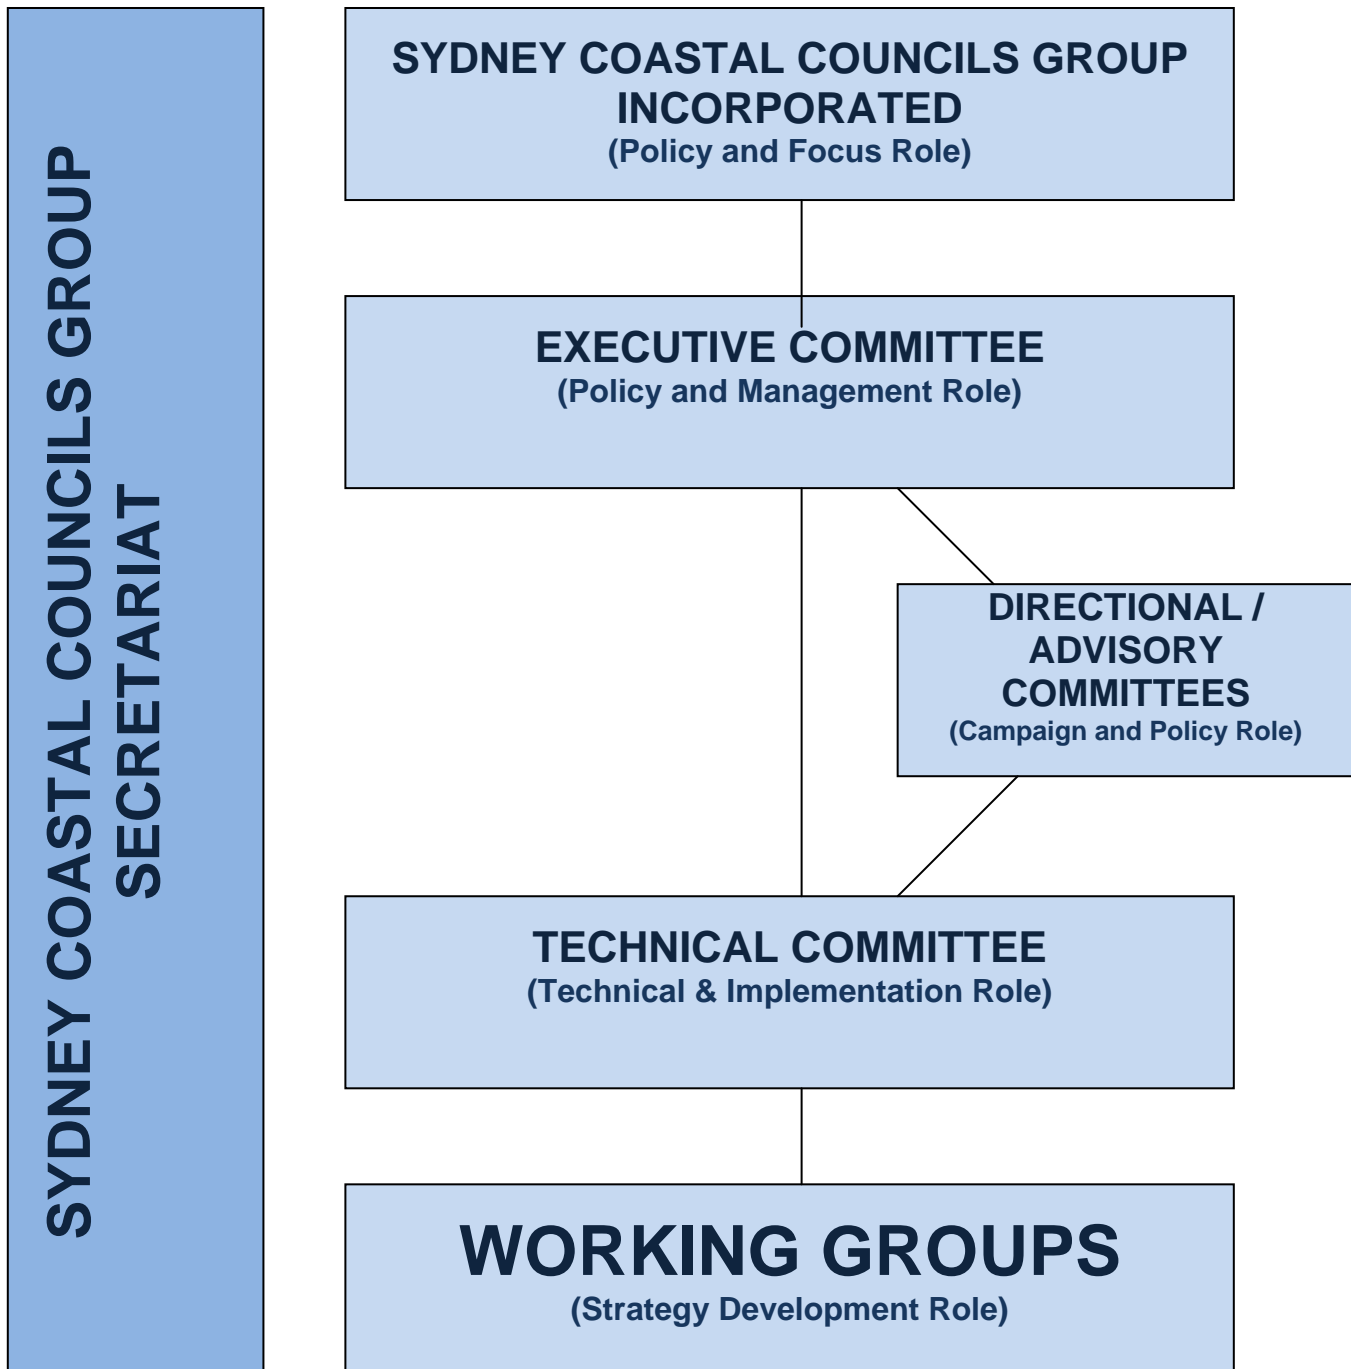 SYDNEY COASTAL COUNCILS GROUP
SECRETARIAT
SYDNEY COASTAL COUNCILS GROUP
INCORPORATED
(Policy and Focus Role)
EXECUTIVE COMMITTEE
(Policy and Management Role)
DIRECTIONAL /
ADVISORY
COMMITTEES
(Campaign and Policy Role)
TECHNICAL COMMITTEE
(Technical & Implementation Role)
WORKING GROUPS
(Strategy Development Role)